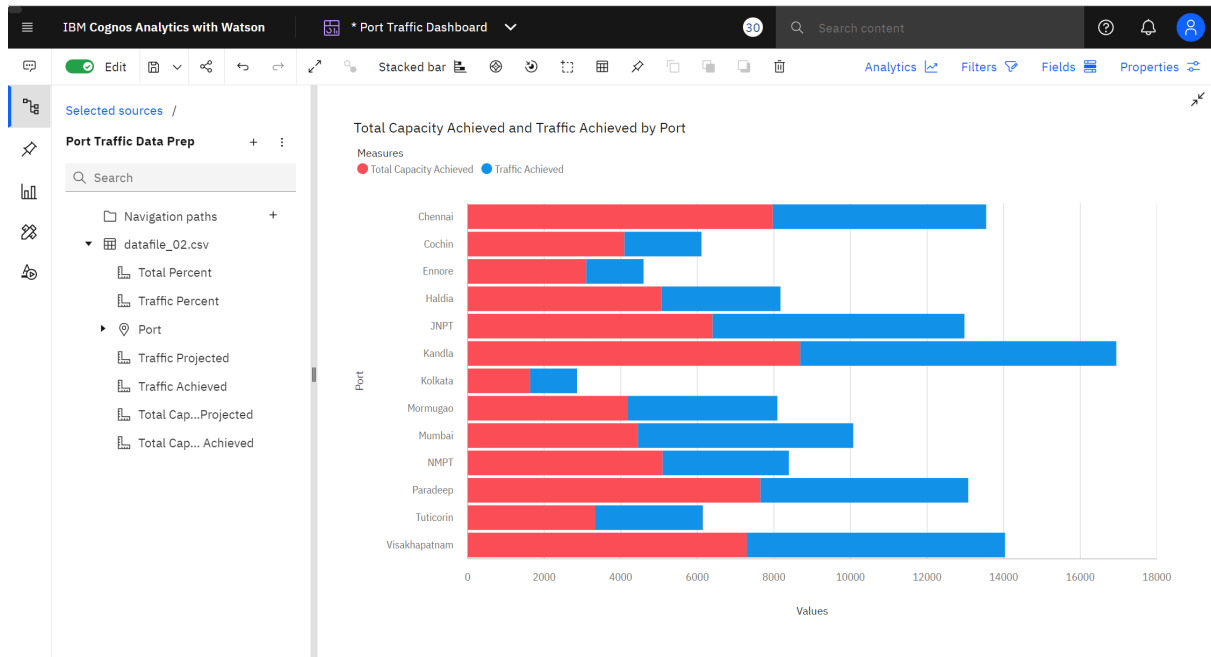 IBM Cognos Analytics with Watson
* Port Traffic Dashboard
30
Search content
Edit
Stacked bar
Analytics
Filters
Fields
Properties
Selected sources /
Port Traffic Data Prep
Search
Navigation paths
datafile_02.csv
Total Percent
Traffic Percent
Port
Traffic Projected
Traffic Achieved
Total Cap...Projected
Total Cap... Achieved
Total Capacity Achieved and Traffic Achieved by Port
Measures
Total Capacity Achieved Traffic Achieved
Port
Chennai
Cochin
Ennore
Haldia
JNPT
Kandla
Kolkata
Mormugao
Mumbai
NMPT
Paradeep
Tuticorin
Visakhapatnam
0 2000 4000 6000 8000 10000 12000 14000 16000 18000
Values